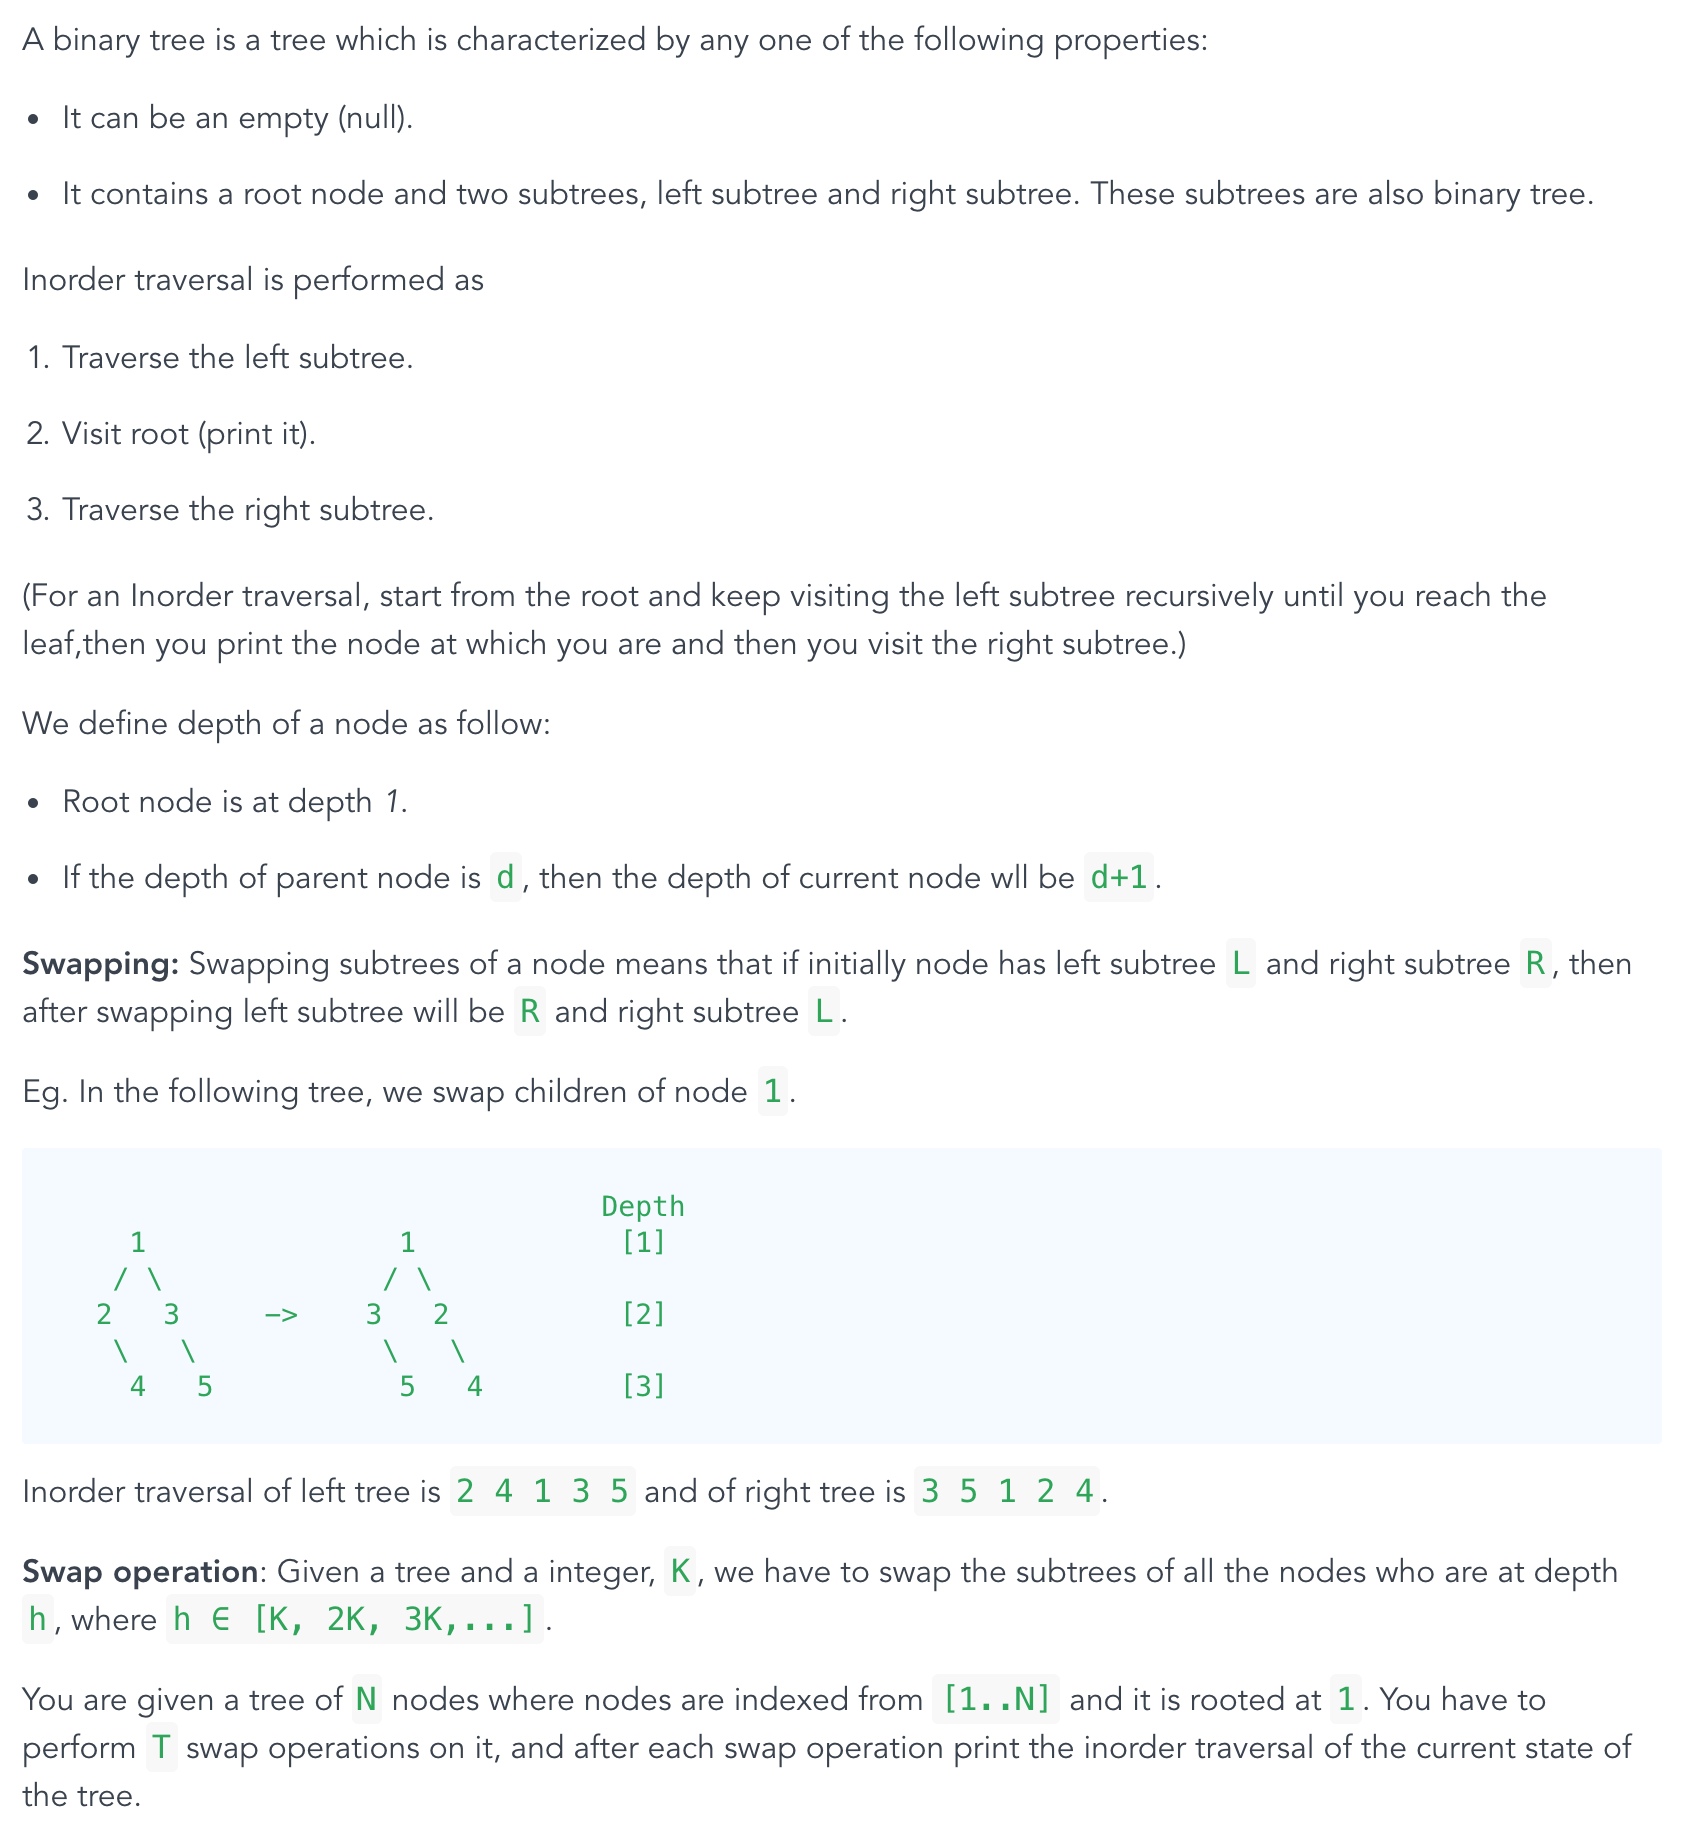 A binary tree is a tree which is characterized by any one of the following properties:
• It can be an empty (null).
• It contains a root node and two subtrees, left subtree and right subtree. These subtrees are also binary tree.
Inorder traversal is performed as
1. Traverse the left subtree.
2. Visit root (print it).
3. Traverse the right subtree.
(For an Inorder traversal, start from the root and keep visiting the left subtree recursively until you reach the
leaf,then you print the node at which you are and then you visit the right subtree.)
We define depth of a node as follow:
• Root node is at depth 1.
• If the depth of parent node is d, then the depth of current node wll be d+1.
Swapping: Swapping subtrees of a node means that if initially node has left subtree L and right subtree R, then
after swapping left subtree will be R and right subtree L.
Eg. In the following tree, we swap children of node 1.
Depth
1 1 [1]
/ \ / \
2 3 -> 3 2 [2]
\ \ \ \
4 5 5 4 [3]
Inorder traversal of left tree is 2 4 1 3 5 and of right tree is 3 5 1 2 4.
Swap operation: Given a tree and a integer, K, we have to swap the subtrees of all the nodes who are at depth
h, where h ∈ [K, 2K, 3K,...].
You are given a tree of N nodes where nodes are indexed from [1..N] and it is rooted at 1. You have to
perform T swap operations on it, and after each swap operation print the inorder traversal of the current state of
the tree.